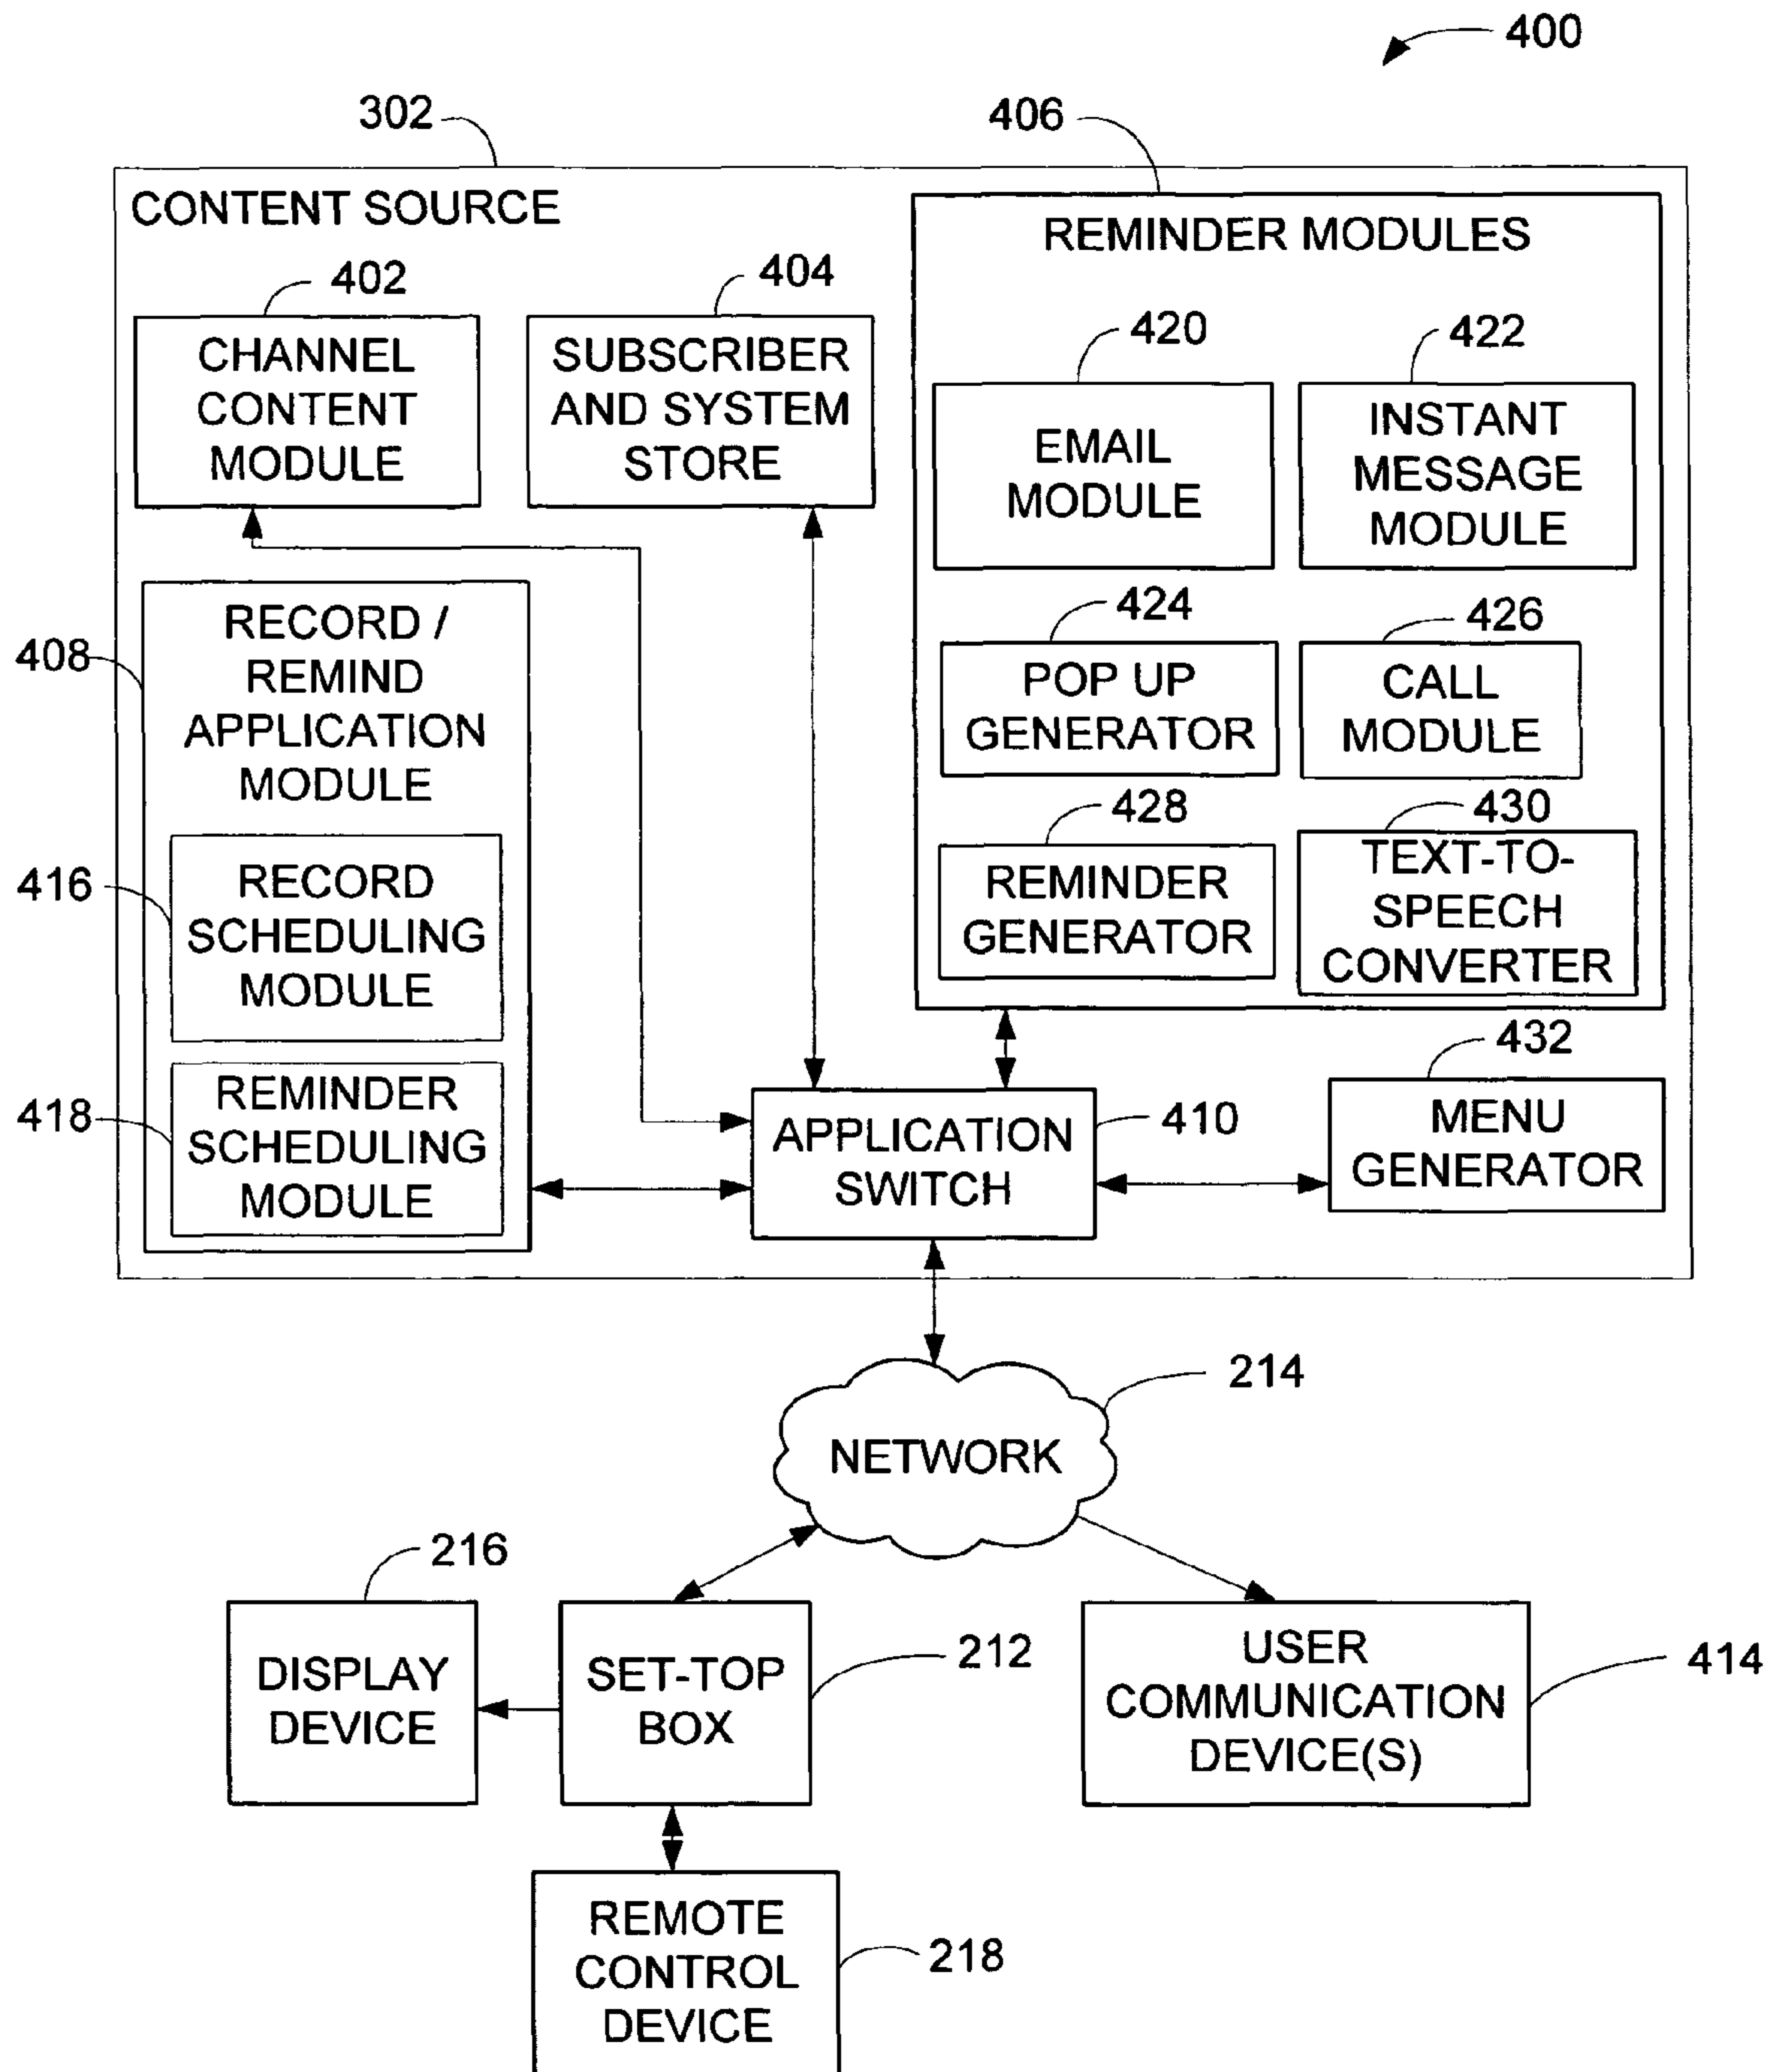 400
302
406
CONTENT SOURCE
REMINDER MODULES
402
404
CHANNEL
CONTENT
MODULE
SUBSCRIBER
AND SYSTEM
STORE
420
422
EMAIL
MODULE
INSTANT
MESSAGE
MODULE
408
RECORD /
REMIND
APPLICATION
MODULE
424
426
POP UP
GENERATOR
CALL
MODULE
416
RECORD
SCHEDULING
MODULE
428
430
REMINDER
GENERATOR
TEXT-TO-
SPEECH
CONVERTER
418
REMINDER
SCHEDULING
MODULE
APPLICATION
SWITCH
410
432
MENU
GENERATOR
214
NETWORK
216
DISPLAY
DEVICE
SET-TOP
BOX
212
USER
COMMUNICATION
DEVICE(S)
414
REMOTE
CONTROL
DEVICE
218